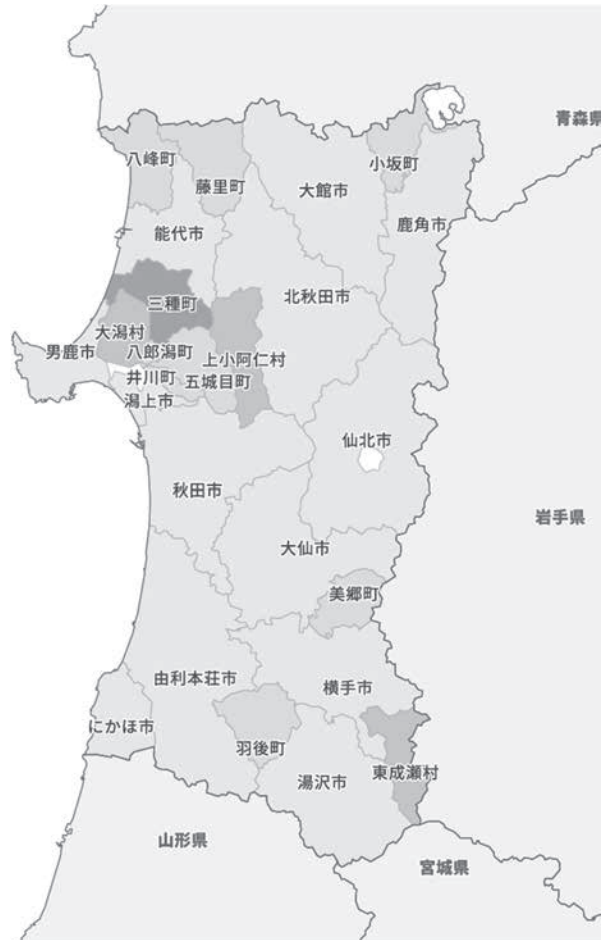 青森県
八峰町
藤里町
小坂町
大館市
鹿角市
能代市
北秋田市
三種町
大潟村
男鹿市
八郎潟町
上小阿仁村
井川町
五城目町
潟上市
仙北市
秋田市
岩手県
大仙市
美郷町
由利本荘市
横手市
にかほ市
羽後町
東成瀬村
湯沢市
山形県
宮城県